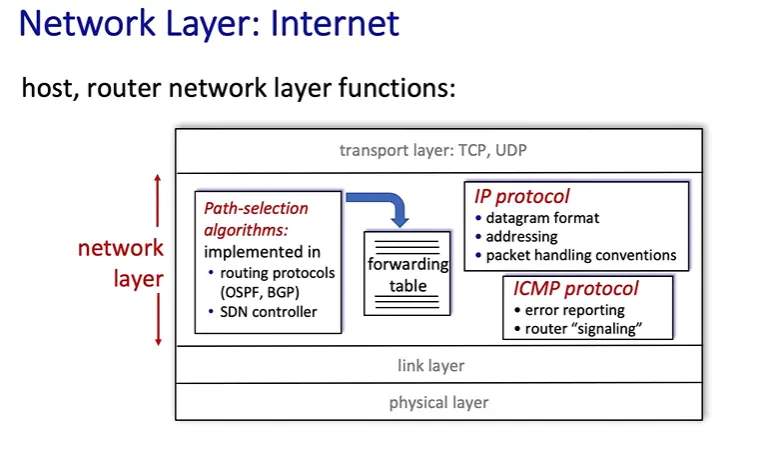 Network Layer: Internet
host, router network layer functions:
transport layer: TCP, UDP
network
layer
Path-selection
algorithms:
implemented in
• routing protocols
(OSPF, BGP)
• SDN controller
forwarding
table
IP protocol
• datagram format
• addressing
• packet handling conventions
ICMP protocol
• error reporting
• router “signaling”
link layer
physical layer